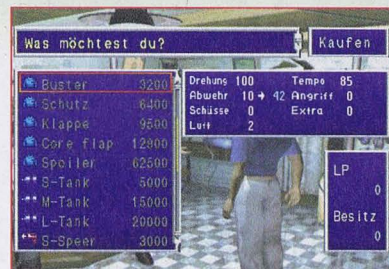 Was möchtest du?
Kaufen
Buster 3200
Schutz 6400
Klappe 9500
Core flap 12800
Spoiler 62500
S-Tank 5000
M-Tank 15000
L-Tank 20000
S-Speer 3000
Drehung 100 Tempo 85
Abwehr 10 → 42 Angriff 0
Schüsse 0 Extra 0
Luft 2
LP
0
Besitz
0